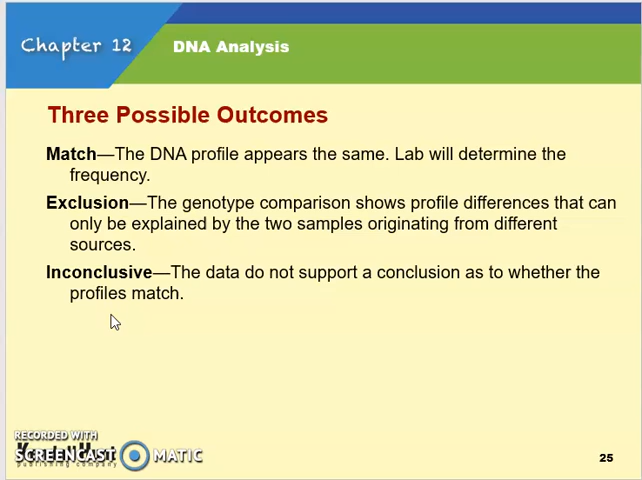 Chapter 12
DNA Analysis
Three Possible Outcomes
Match—The DNA profile appears the same. Lab will determine the
frequency.
Exclusion—The genotype comparison shows profile differences that can
only be explained by the two samples originating from different
sources.
Inconclusive—The data do not support a conclusion as to whether the
profiles match.
RECORDED WITH
SCREENCAST MATIC
publishing company
25